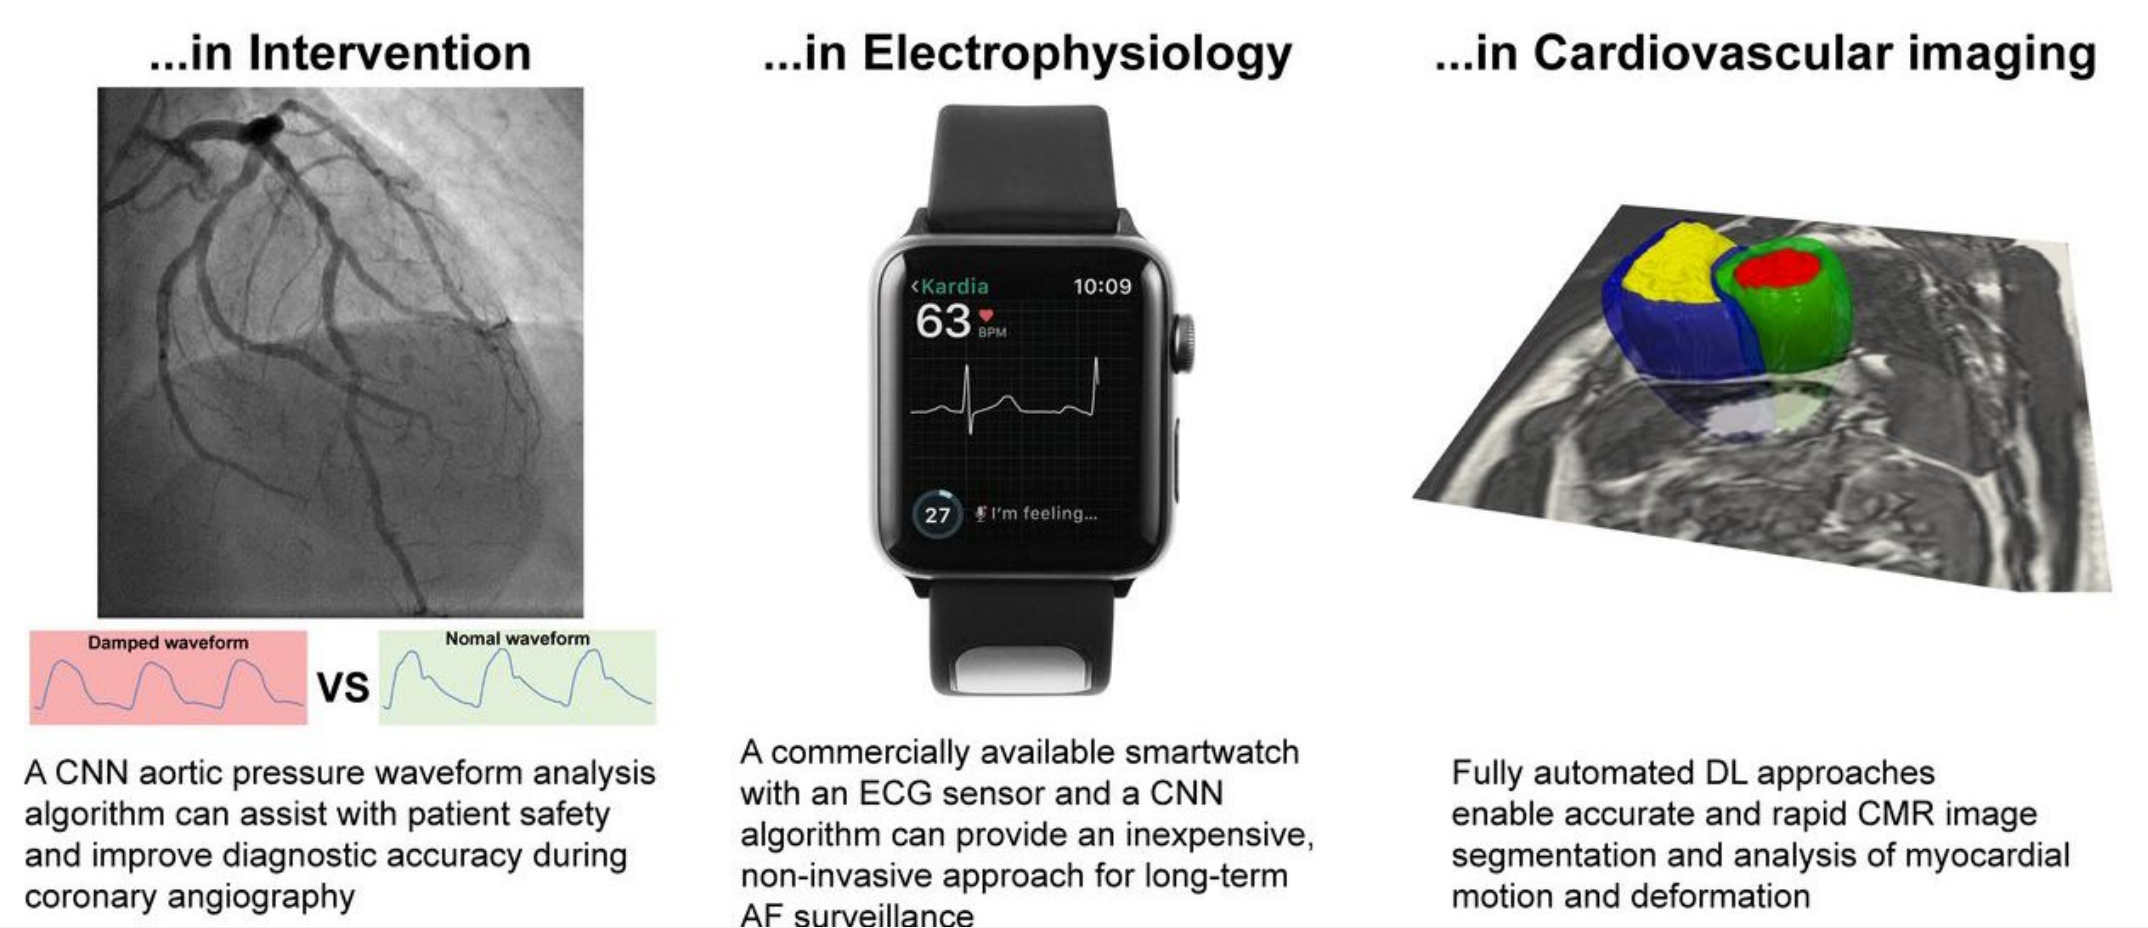 ...in Intervention
Damped waveform
VS
Nomal waveform
A CNN aortic pressure waveform analysis
algorithm can assist with patient safety
and improve diagnostic accuracy during
coronary angiography
...in Electrophysiology
<Kardia
10:09
63
BPM
27
I'm feeling...
A commercially available smartwatch
with an ECG sensor and a CNN
algorithm can provide an inexpensive,
non-invasive approach for long-term
AF surveillance
...in Cardiovascular imaging
Fully automated DL approaches
enable accurate and rapid CMR image
segmentation and analysis of myocardial
motion and deformation